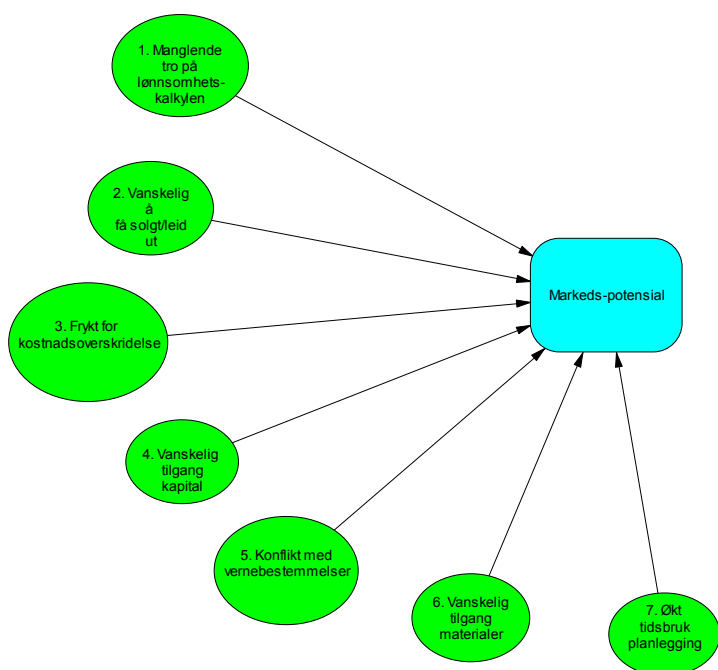 1. Manglende
tro på
lønnsomhets-
kalkylen
2. Vanskelig
å
få solgt/leid
ut
Markeds-potensial
3. Frykt for
kostnadsoverskridelse
4. Vanskelig
tilgang
kapital
5. Konflikt med
vernebestemmelser
6. Vanskelig
tilgang
materialer
7. Økt
tidsbruk
planlegging